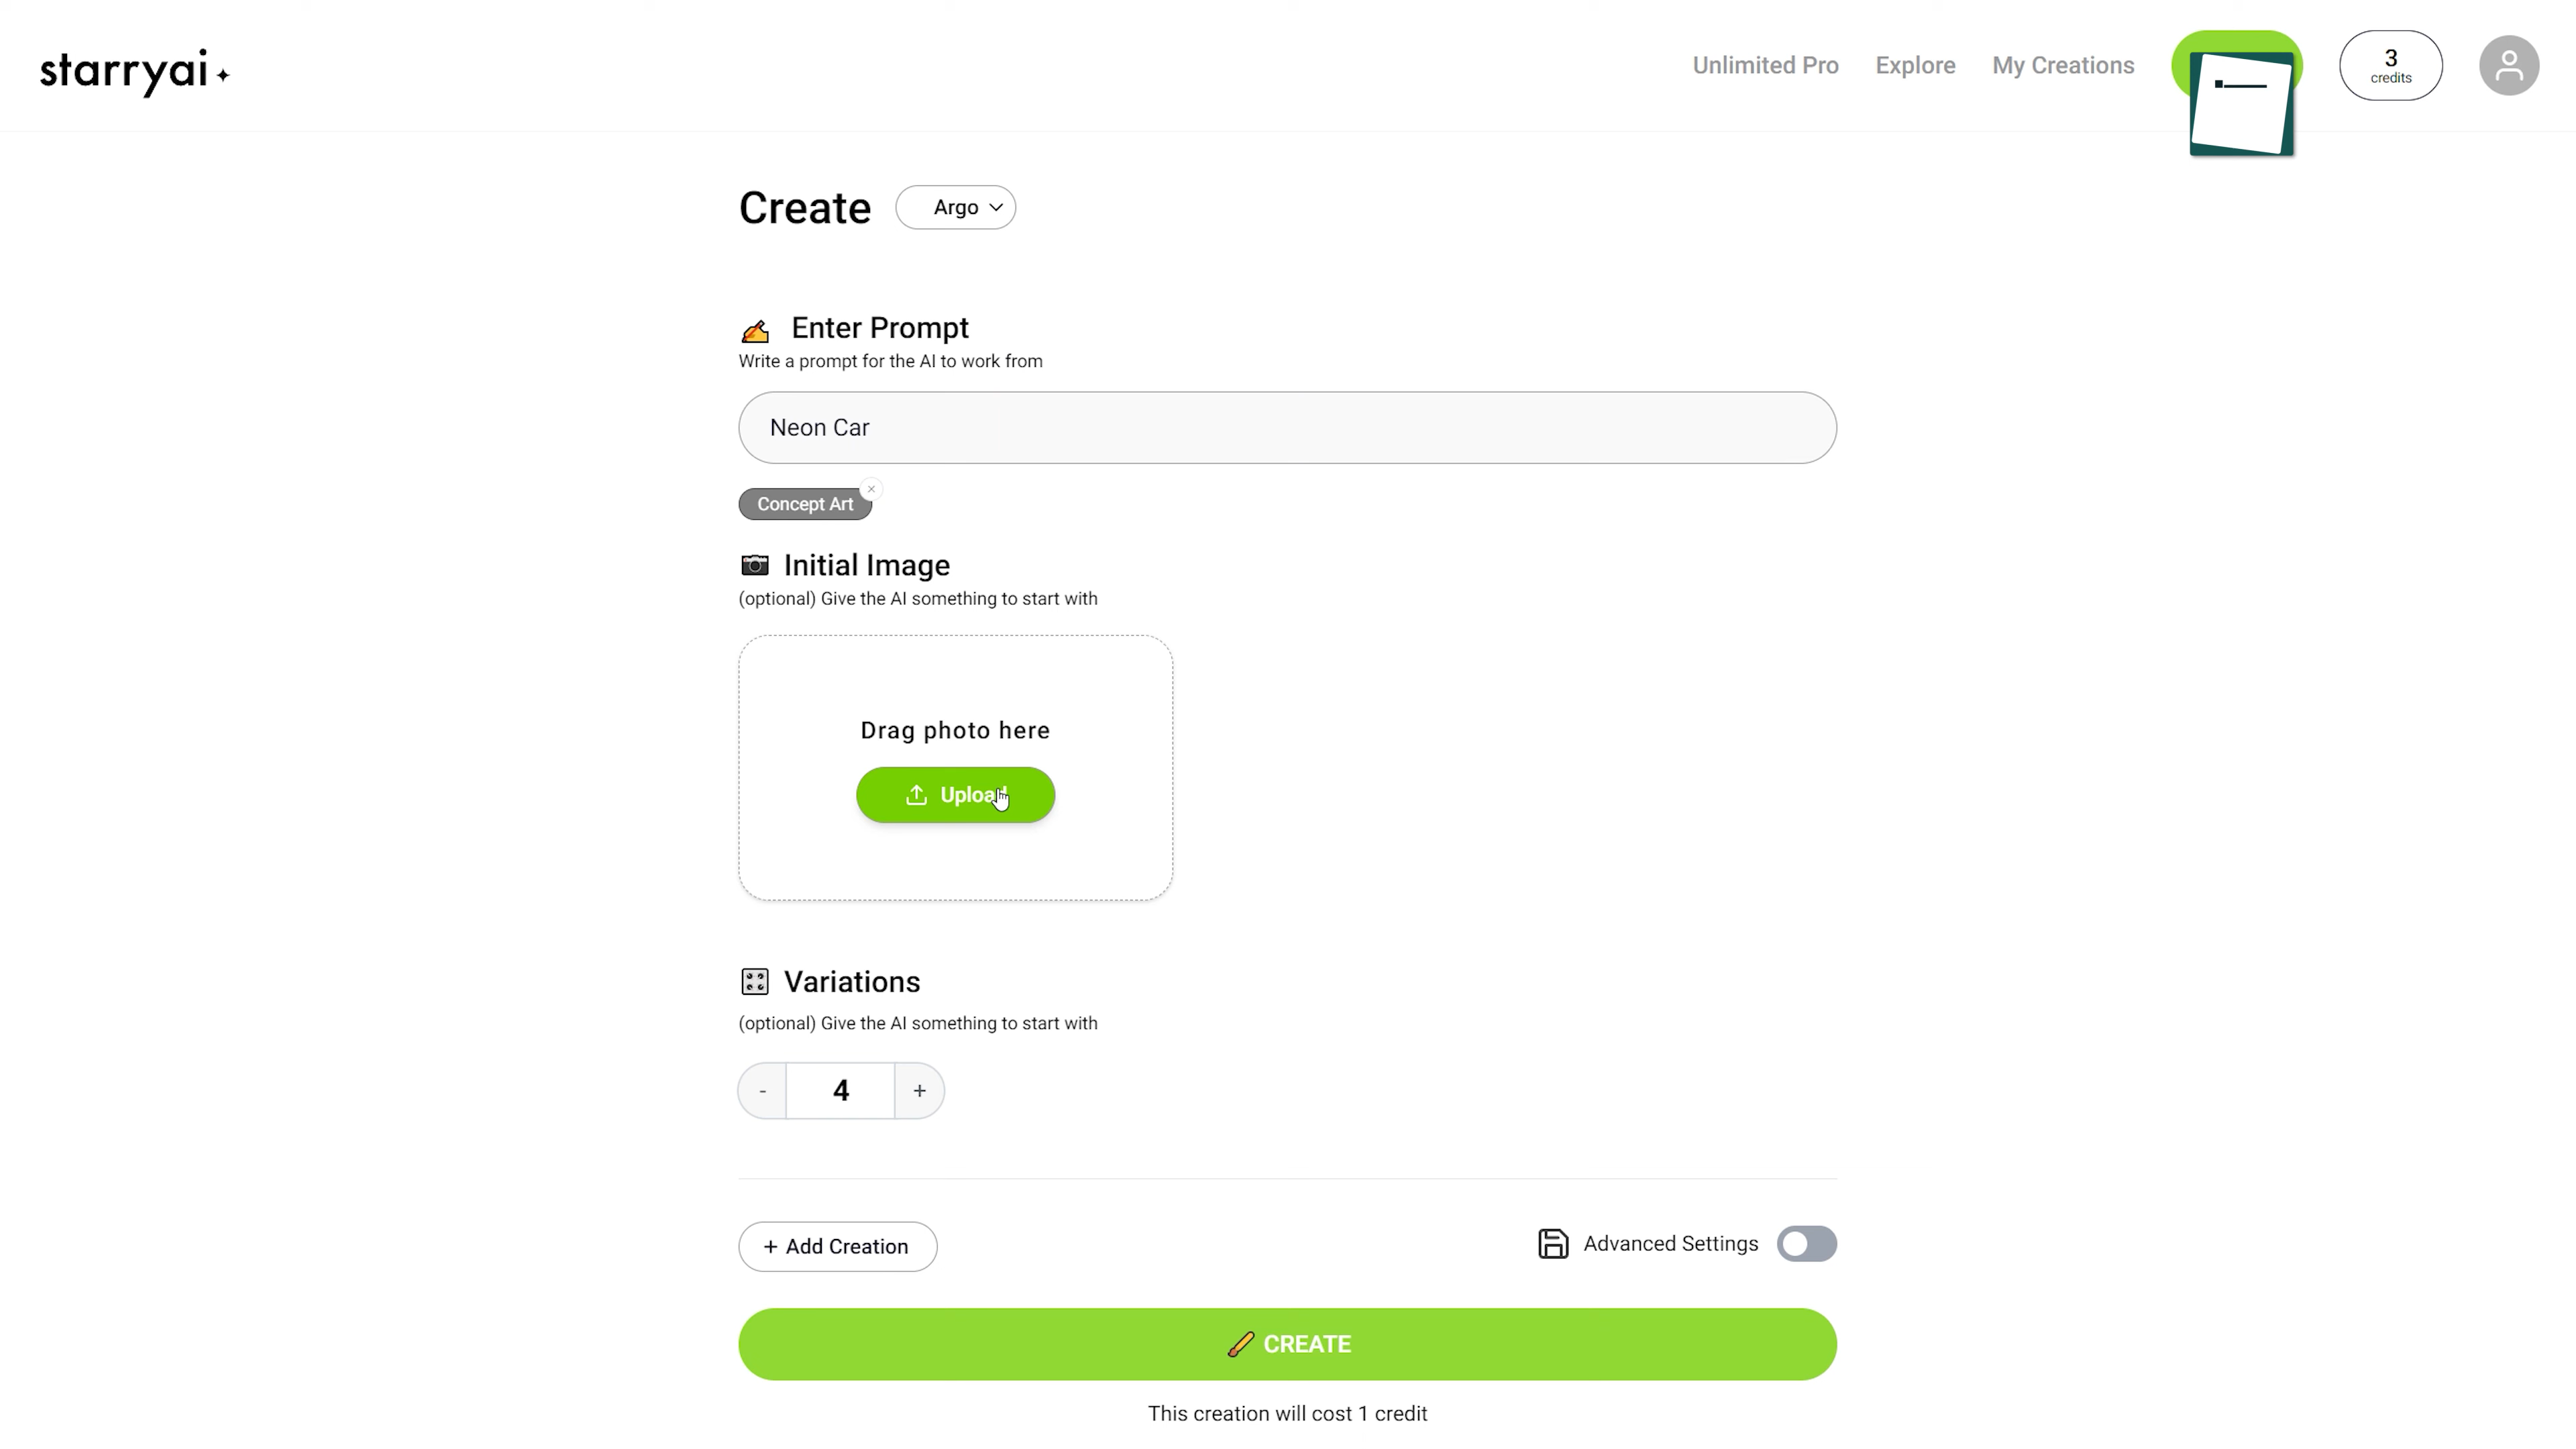 starryai
Unlimited Pro
Explore
My Creations
3
credits
Create
Argo
Enter Prompt
Write a prompt for the AI to work from
Neon Car
Concept Art
Initial Image
(optional) Give the AI something to start with
Drag photo here
Upload
Variations
(optional) Give the AI something to start with
-
4
+
+ Add Creation
Advanced Settings
CREATE
This creation will cost 1 credit